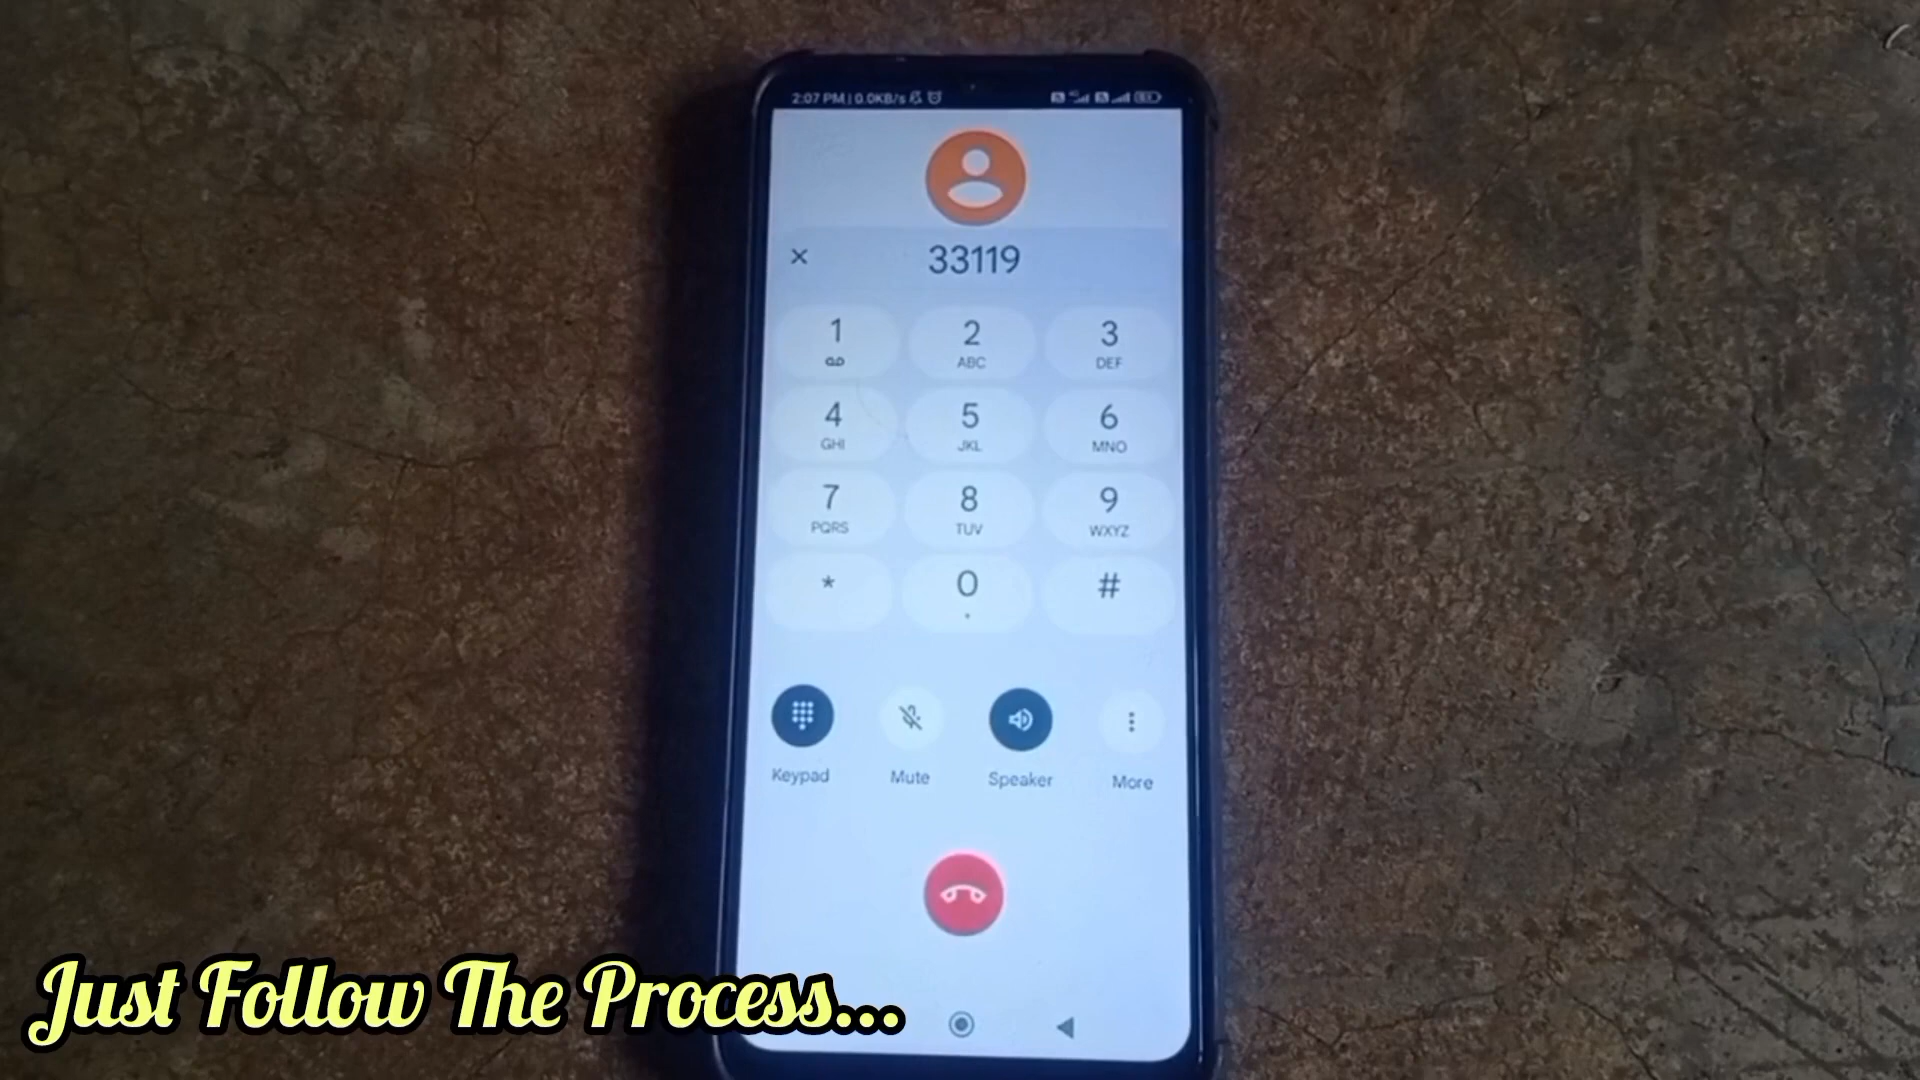 2:07 PM | 0.0KB/s
33119
1
2
ABC
3
DEF
4
GHI
5
JKL
6
MNO
7
PQRS
8
TUV
9
WXYZ
*
0
#
Keypad
Mute
Speaker
More
Just Follow The Process...